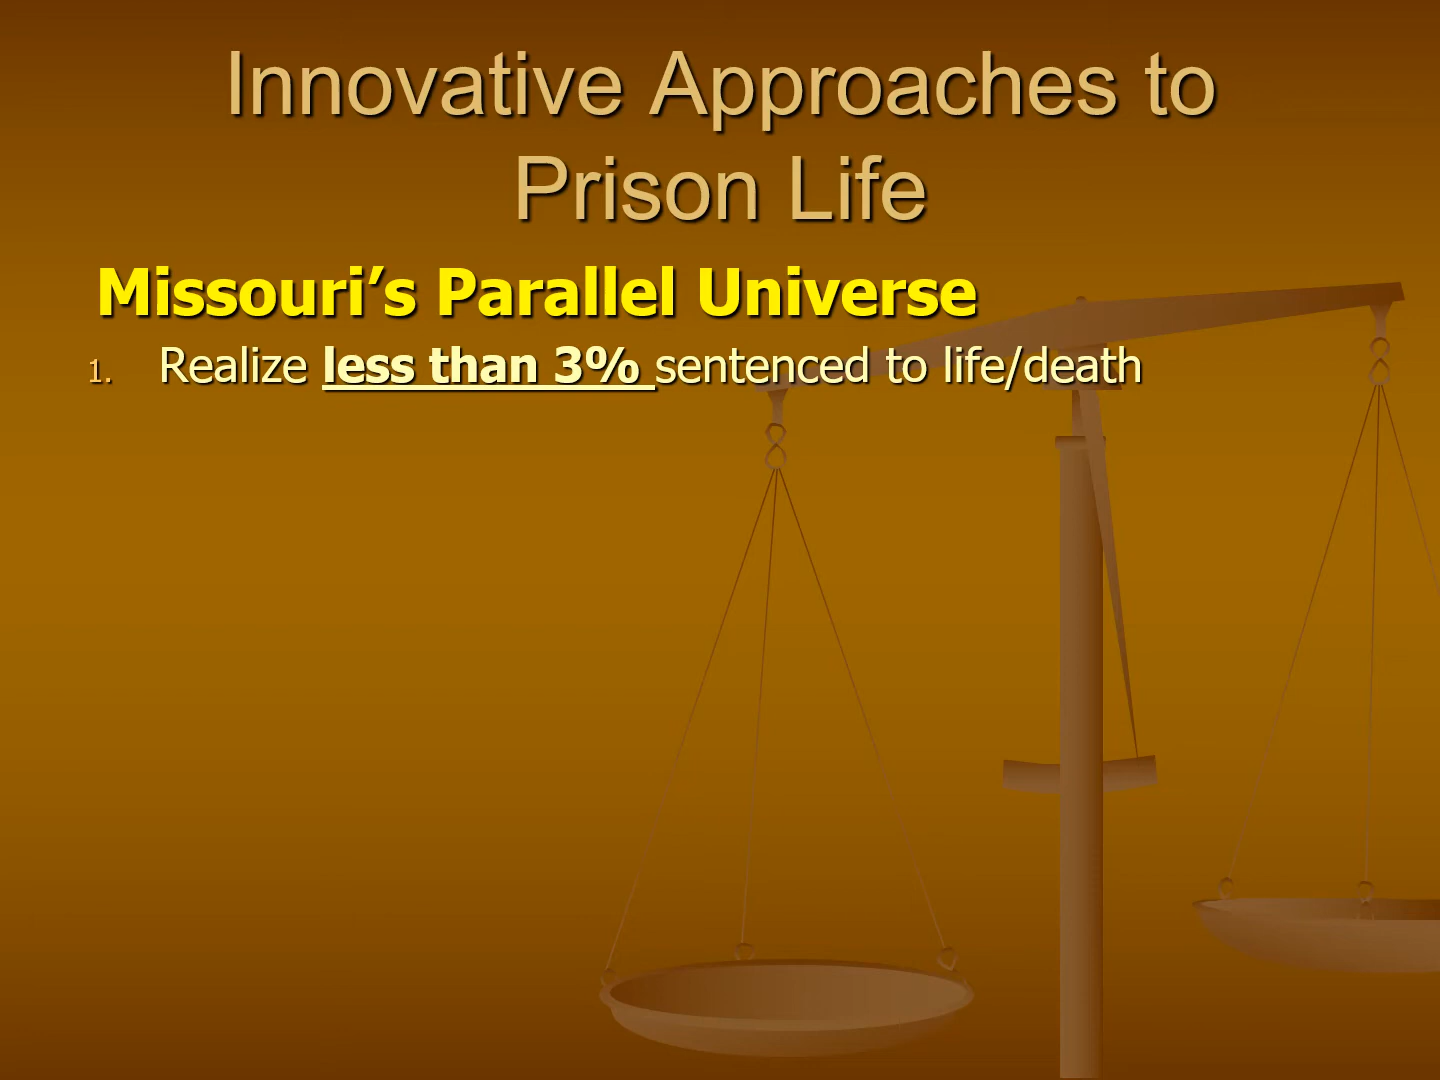 Innovative Approaches to
Prison Life
Missouri’s Parallel Universe
1. Realize less than 3% sentenced to life/death